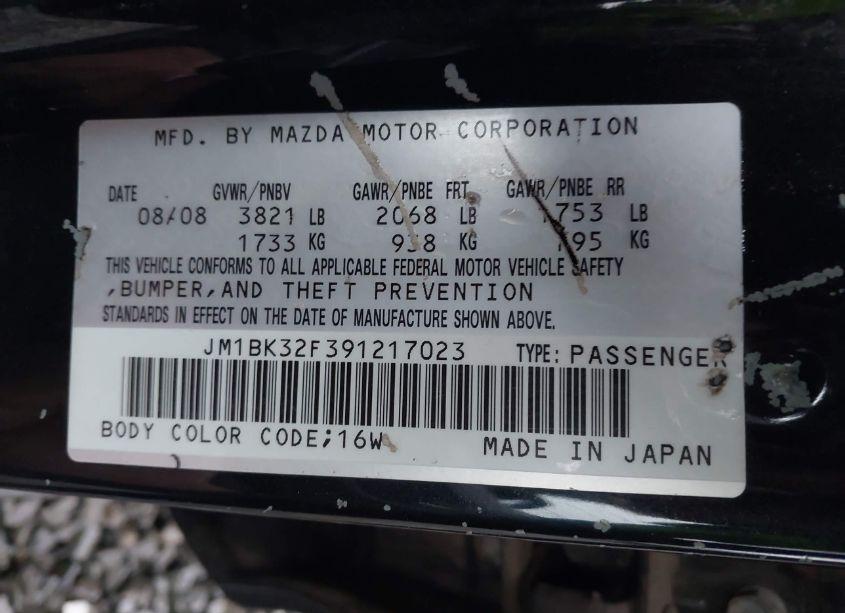 MFD. BY MAZDA MOTOR CORPORATION
DATE GVWR/PNBV GAWR/PNBE FRT GAWR/PNBE RR
08/08 3821 LB 2068 LB 1753 LB
1733 KG 938 KG 795 KG
THIS VEHICLE CONFORMS TO ALL APPLICABLE FEDERAL MOTOR VEHICLE SAFETY
,BUMPER,AND THEFT PREVENTION
STANDARDS IN EFFECT ON THE DATE OF MANUFACTURE SHOWN ABOVE.
JM1BK32F391217023 TYPE: PASSENGER
BODY COLOR CODE;16W MADE IN JAPAN